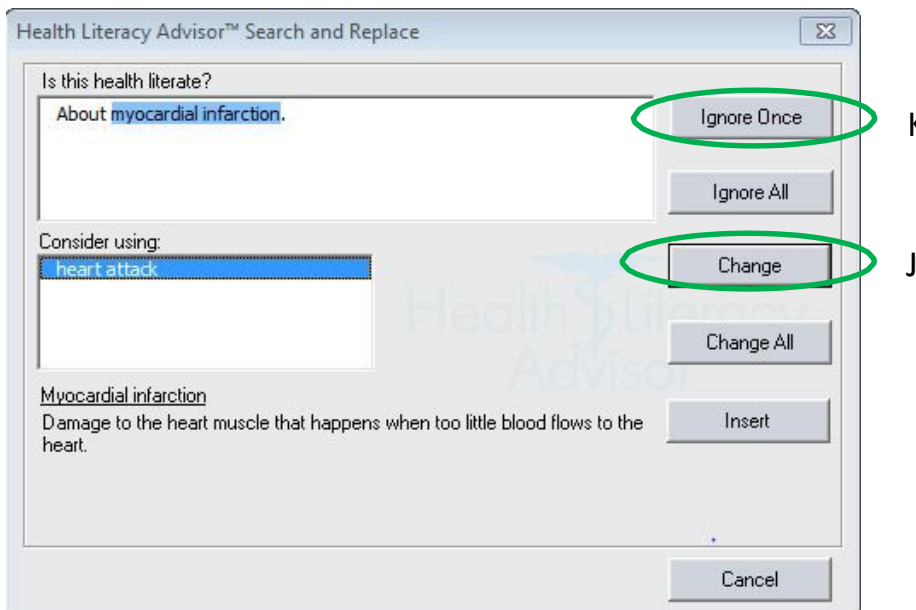 Health Literacy Advisor™ Search and Replace
Is this health literate?
About myocardial infarction.
Ignore Once
K
Ignore All
Consider using:
heart attack
Change
J
Health Literacy
Advisor
Change All
Myocardial infarction
Damage to the heart muscle that happens when too little blood flows to the
heart.
Insert
Cancel